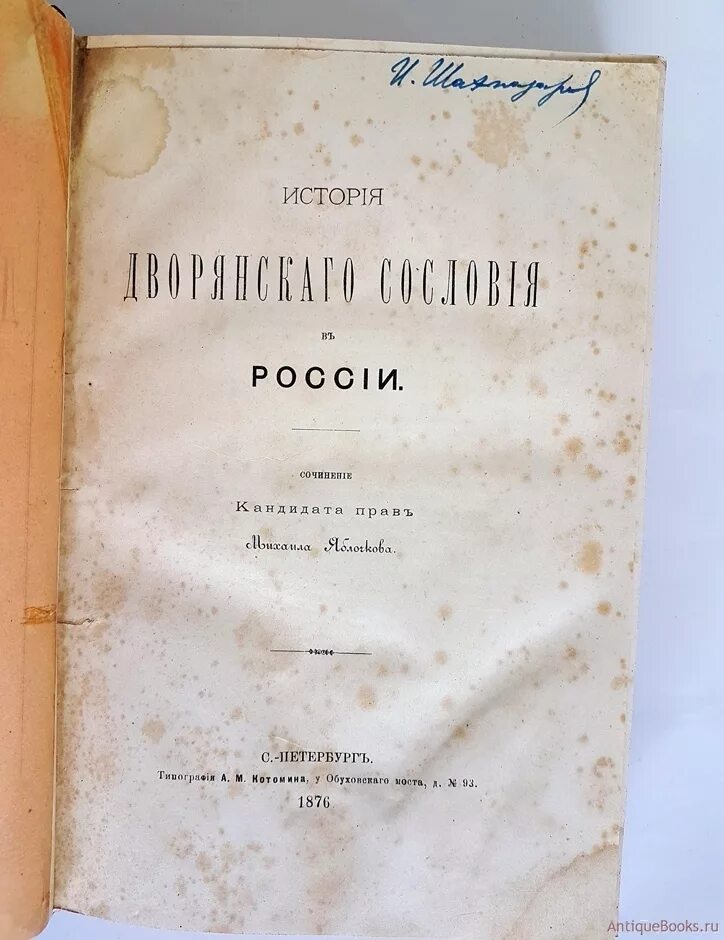 И. Шахназаров
ИСТОРІЯ
ДВОРЯНСКАГО СОСЛОВІЯ
ВЪ
РОССІИ.
СОЧИНЕНІЕ
Кандидата правъ
Михаила Яблочкова.
С.-ПЕТЕРБУРГЪ.
Типографія А. М. Котомина, у Обуховскаго моста, д. № 93.
1876
AntiqueBooks.ru